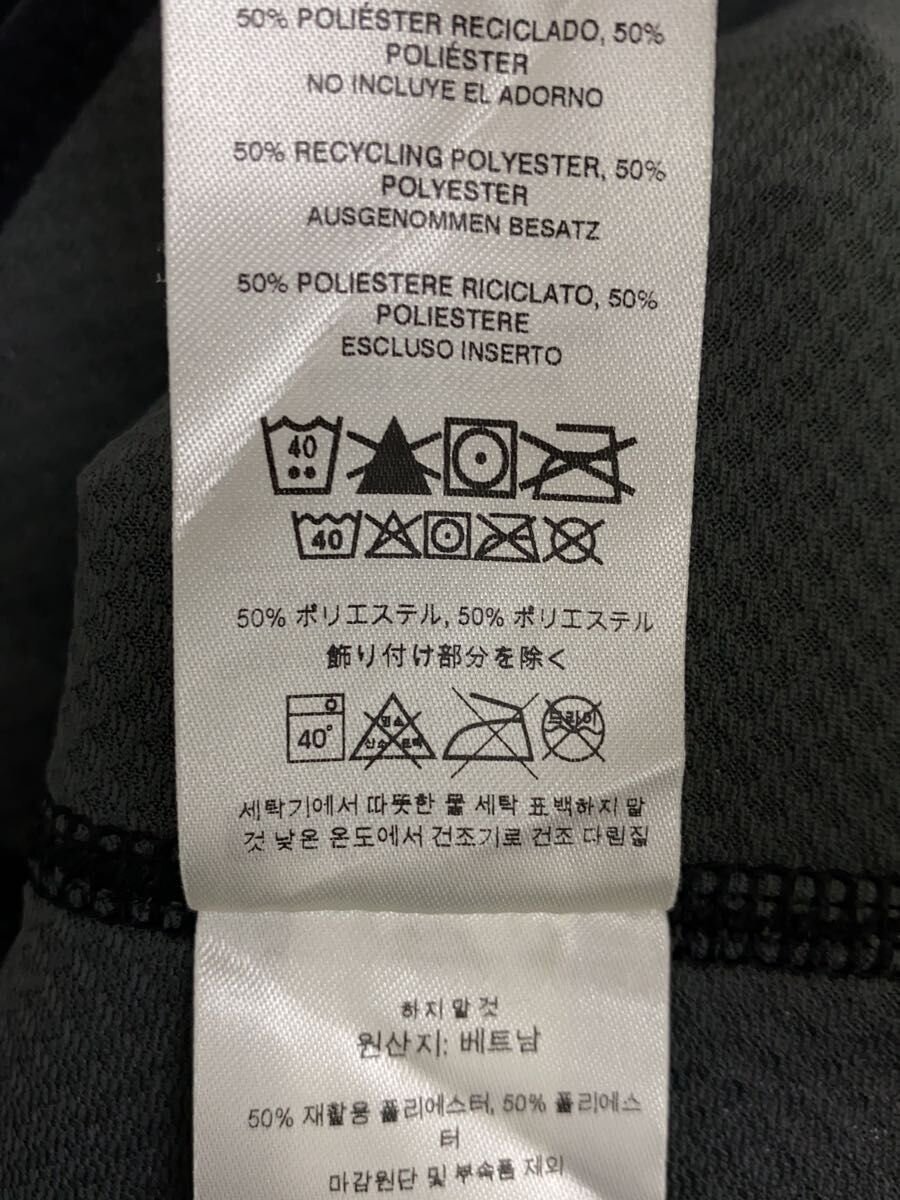 50% POLIÉSTER RECICLADO, 50%
POLIÉSTER
NO INCLUYE EL ADORNO
50% RECYCLING POLYESTER, 50%
POLYESTER
AUSGENOMMEN BESATZ
50% POLIESTERE RICICLATO, 50%
POLIESTERE
ESCLUSO INSERTO
40
40
50% ポリエステル, 50% ポリエステル
飾り付け部分を除く
40°
드라이
세탁기에서 따뜻한 물 세탁 표백하지 말
것 낮은 온도에서 건조기로 건조 다림질
하지 말 것
원산지: 베트남
50% 재활용 폴리에스터, 50% 폴리에스
터
마감원단 및 부속품 제외